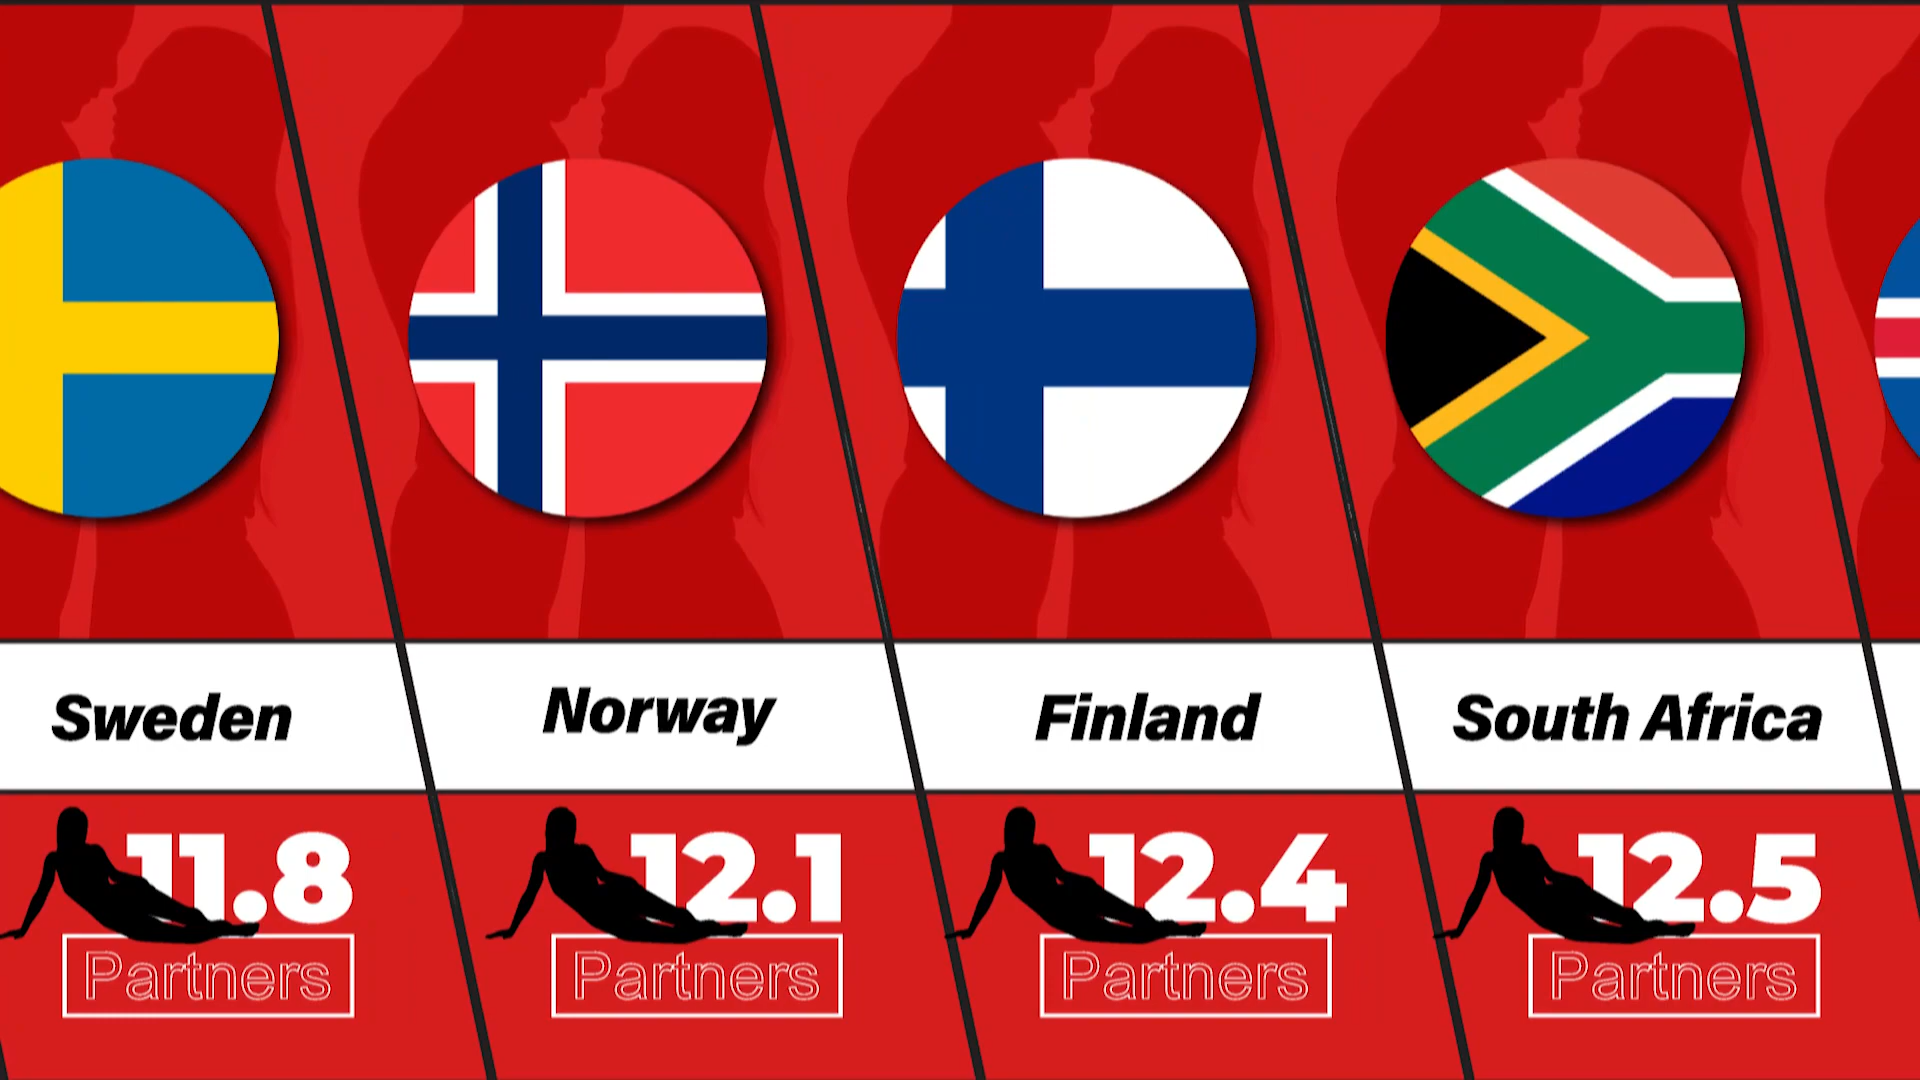 Sweden
Norway
Finland
South Africa
11.8
Partners
12.1
Partners
12.4
Partners
12.5
Partners